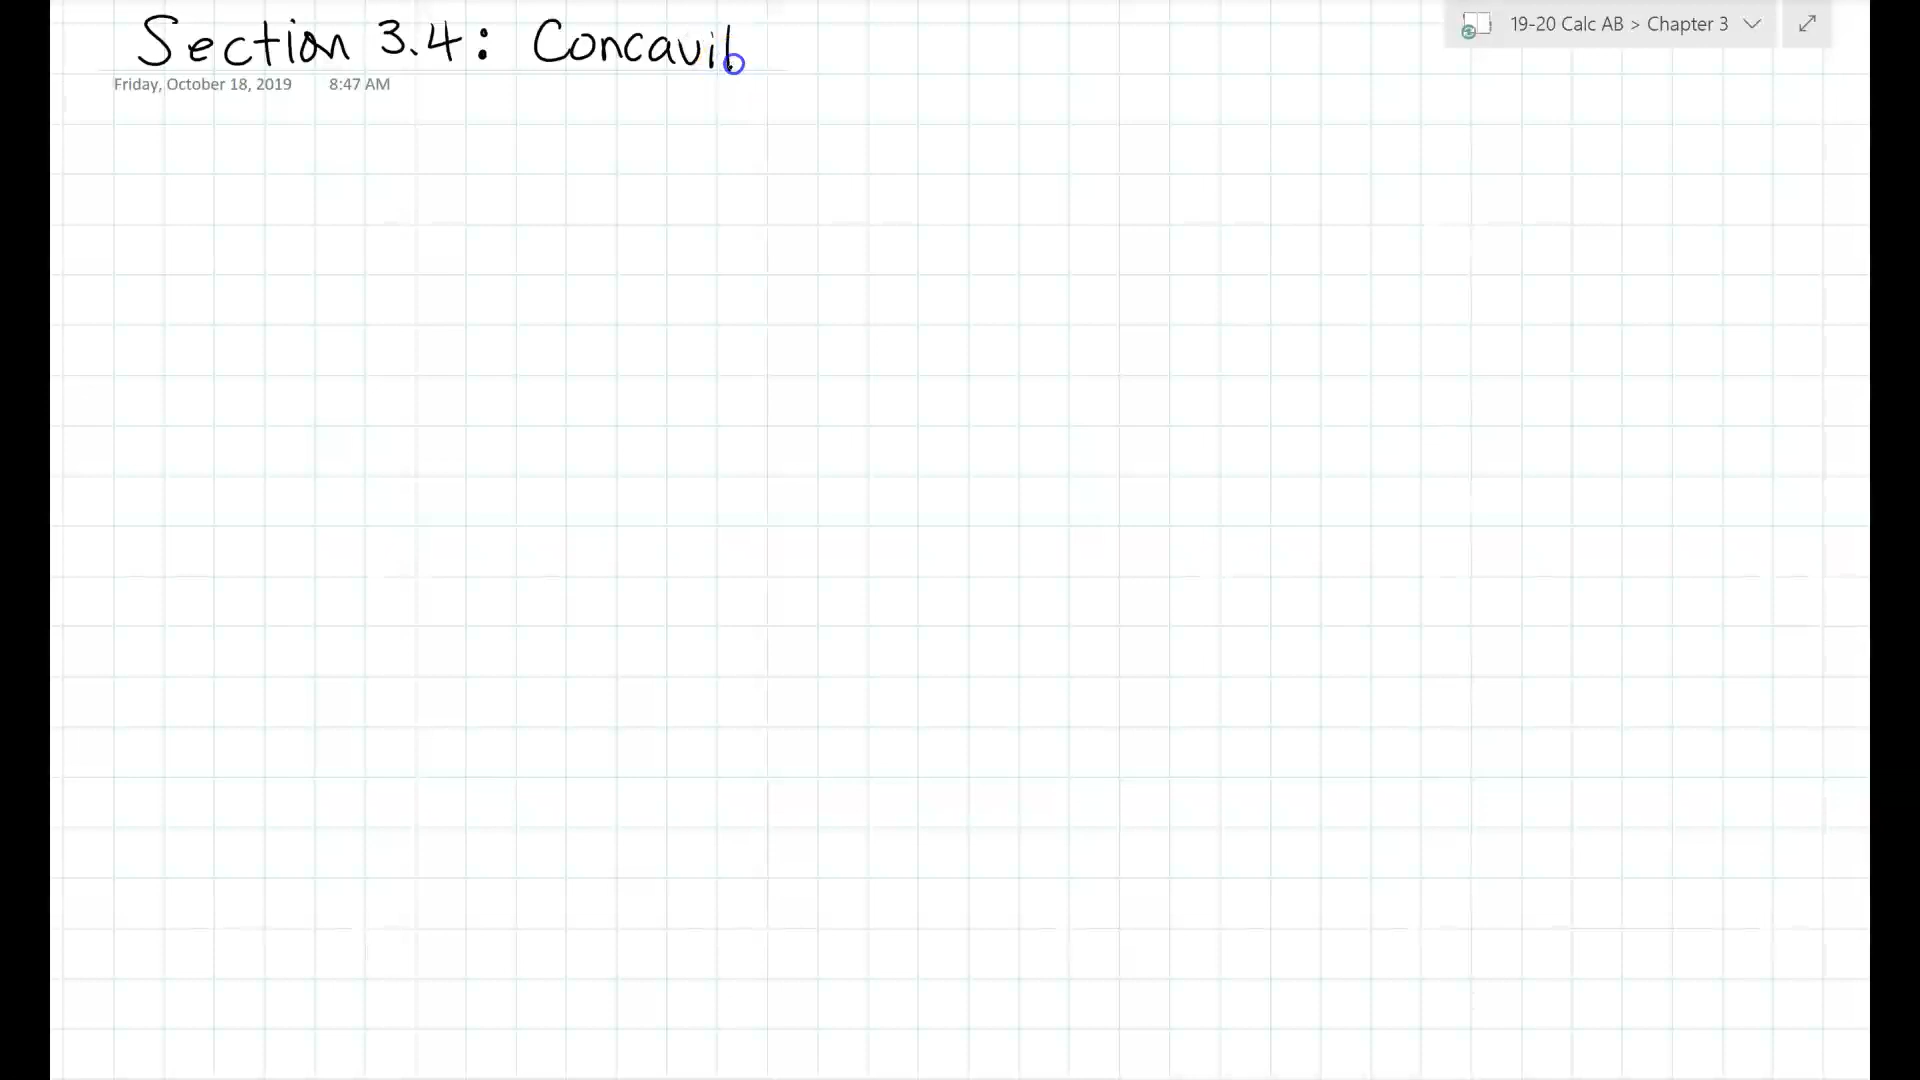 Section 3.4: Concavit
19-20 Calc AB > Chapter 3
Friday, October 18, 2019 8:47 AM